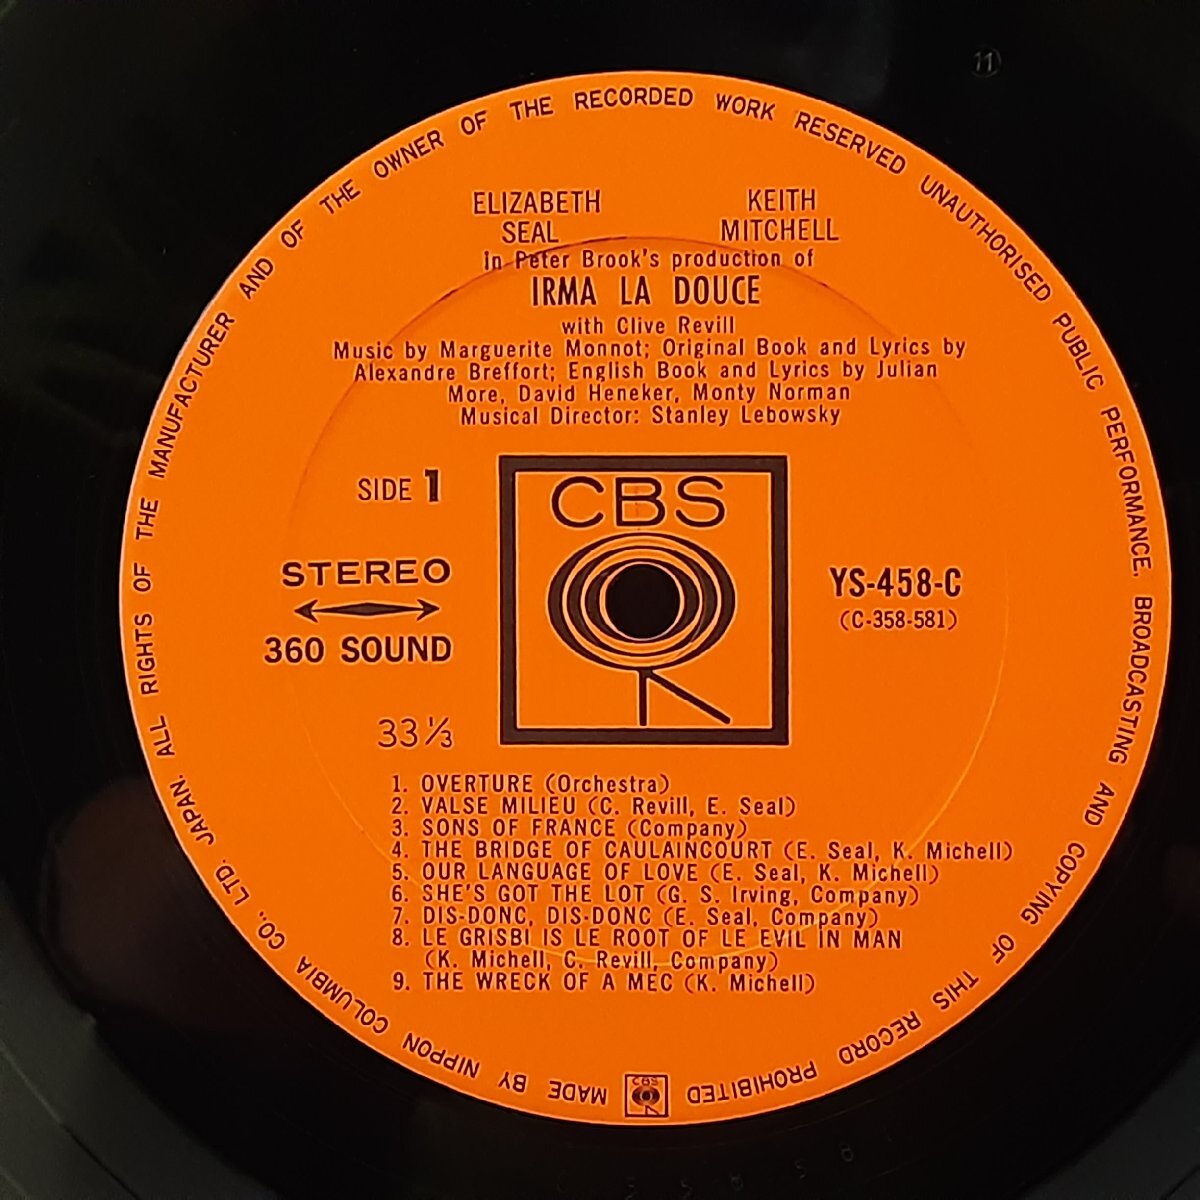 ALL RIGHTS OF THE MANUFACTURER AND OF THE OWNER OF THE RECORDED WORK RESERVED UNAUTHORISED PUBLIC PERFORMANCE, BROADCASTING AND COPYING OF THIS RECORD PROHIBITED
MADE BY NIPPON COLUMBIA CO., LTD. JAPAN.
CBS
11
ELIZABETH SEAL
KEITH MITCHELL
in Peter Brook's production of
IRMA LA DOUCE
with Clive Revill
Music by Marguerite Monnot; Original Book and Lyrics by
Alexandre Breffort; English Book and Lyrics by Julian
More, David Heneker, Monty Norman
Musical Director: Stanley Lebowsky
SIDE 1
CBS
STEREO
360 SOUND
YS-458-C
(C-358-581)
33 1/3
1. OVERTURE (Orchestra)
2. VALSE MILIEU (C. Revill, E. Seal)
3. SONS OF FRANCE (Company)
4. THE BRIDGE OF CAULAINCOURT (E. Seal, K. Michell)
5. OUR LANGUAGE OF LOVE (E. Seal, K. Michell)
6. SHE'S GOT THE LOT (G. S. Irving, Company)
7. DIS-DONC, DIS-DONC (E. Seal, Company)
8. LE GRISBI IS LE ROOT OF LE EVIL IN MAN
(K. Michell, C. Revill, Company)
9. THE WRECK OF A MEC (K. Michell)